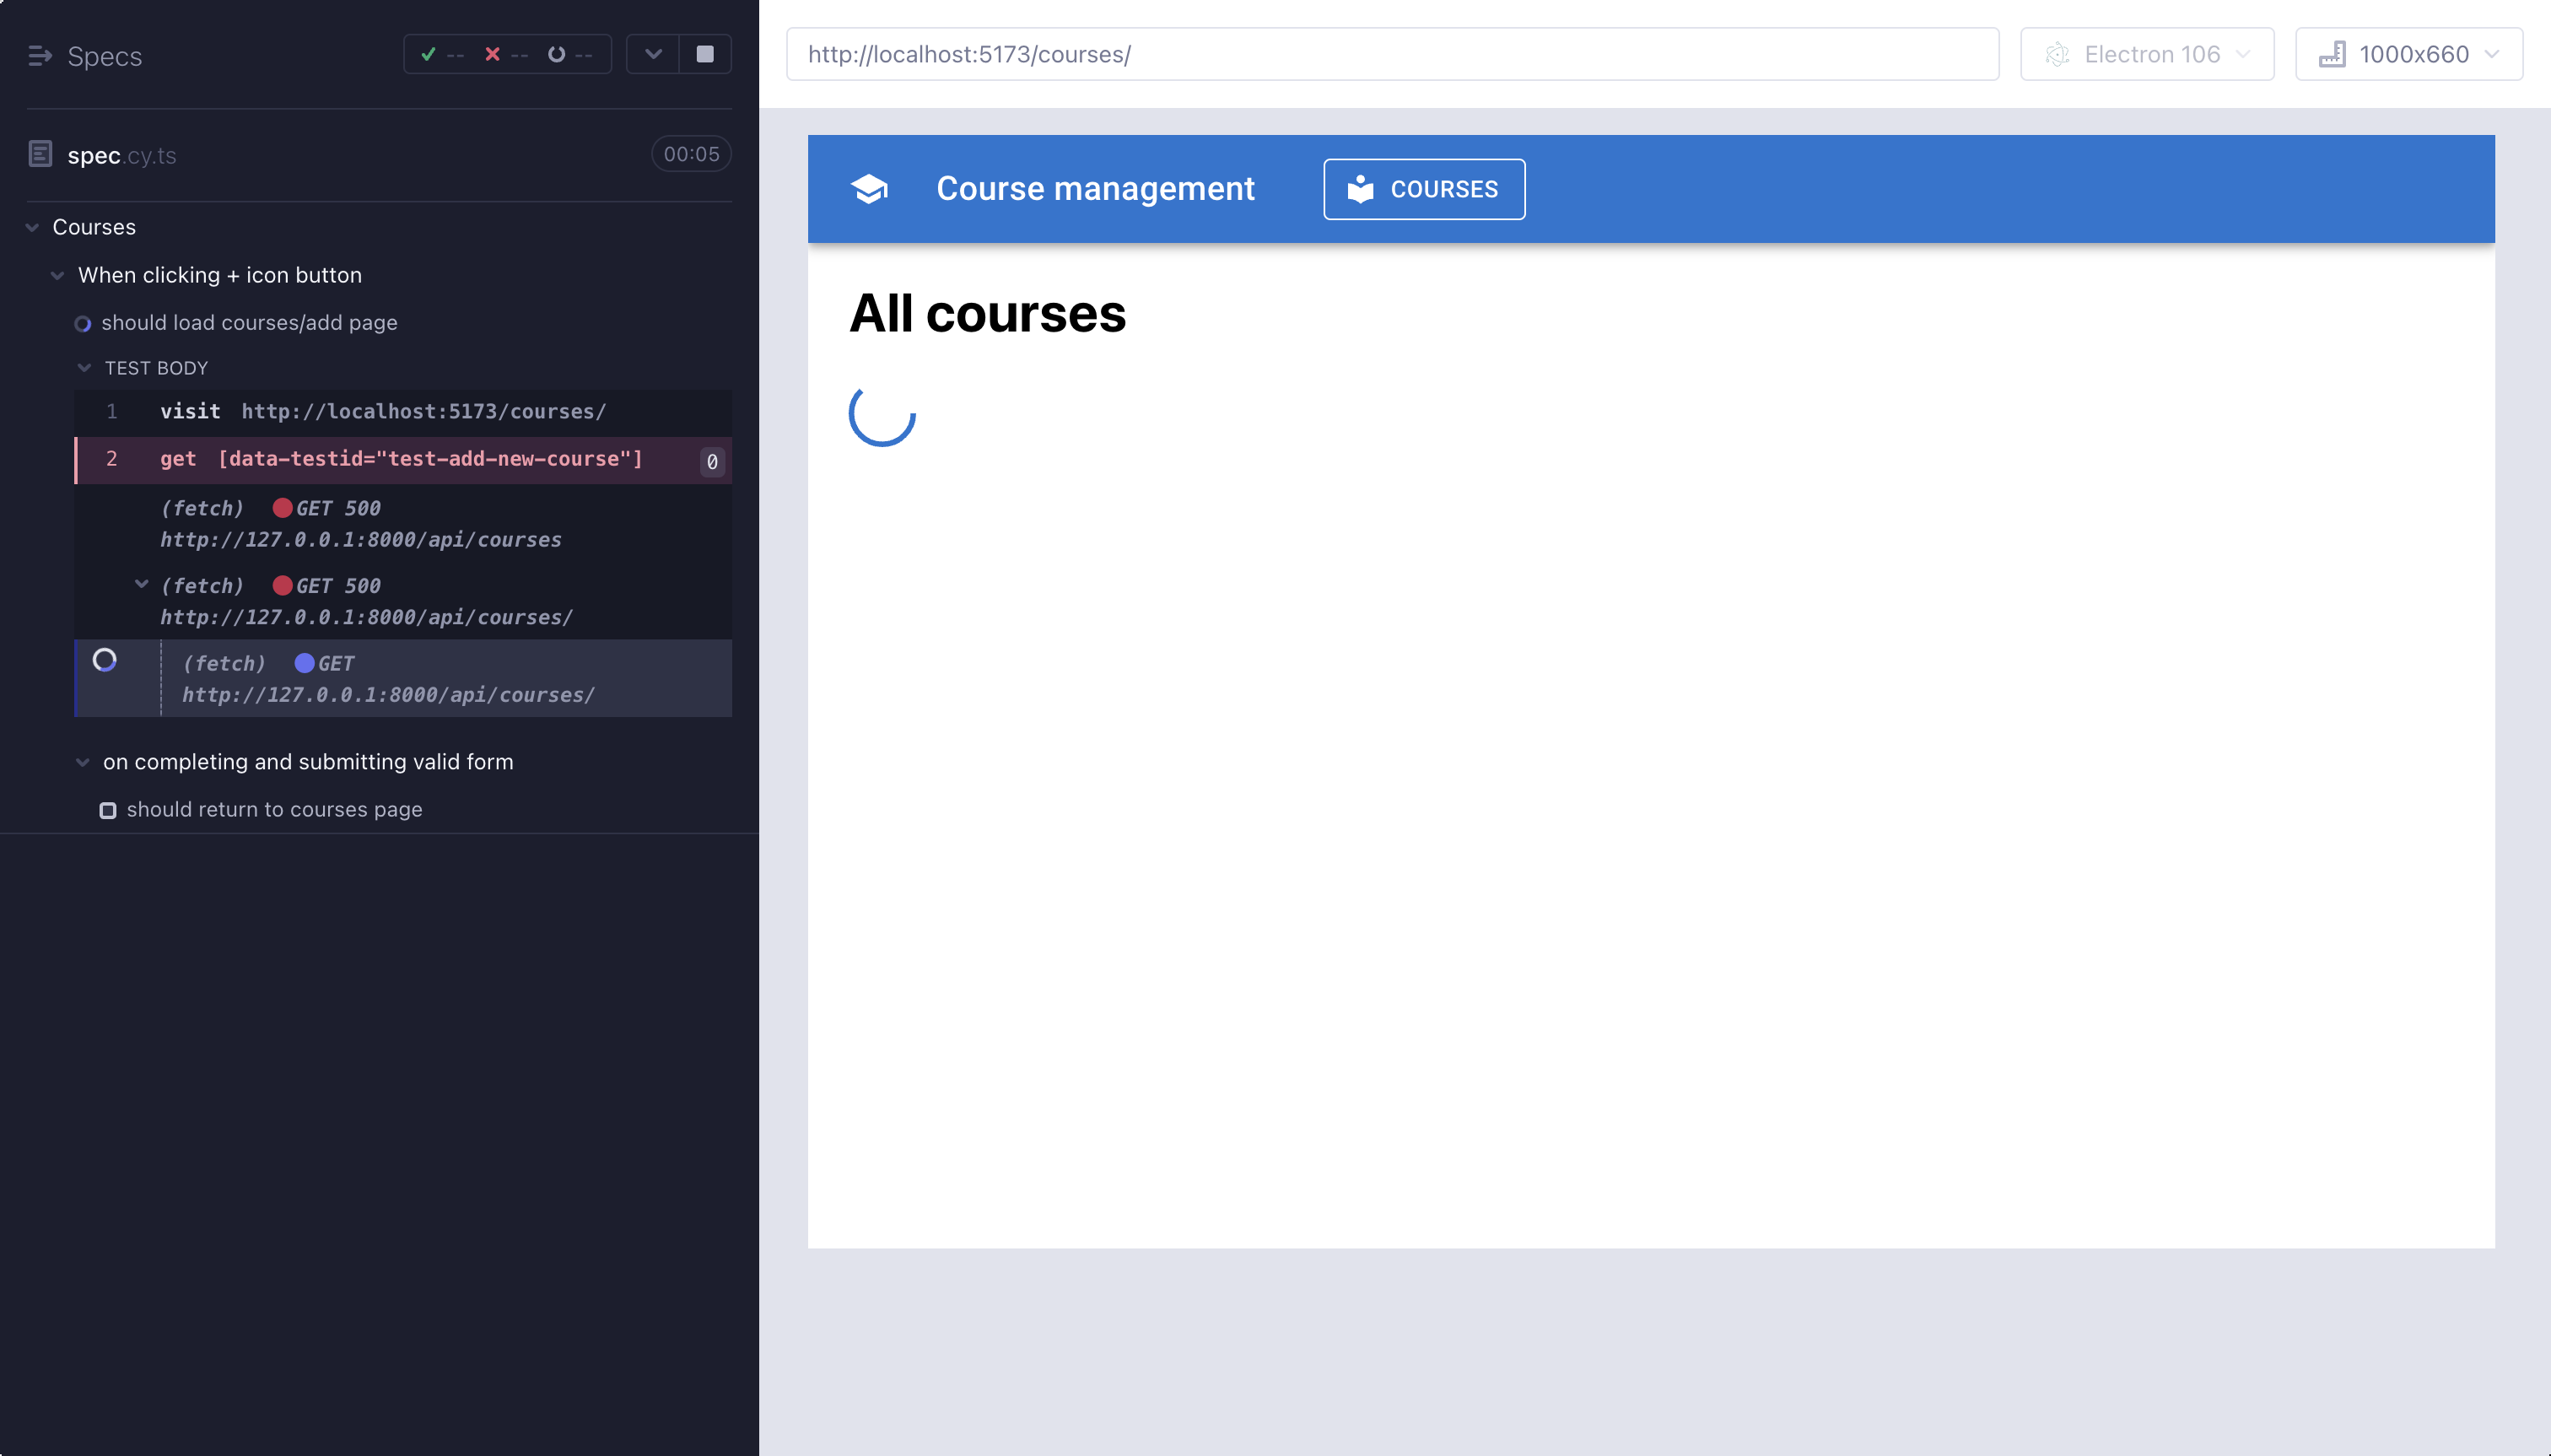 Specs
-- -- --
spec.cy.ts
00:05
Courses
When clicking + icon button
should load courses/add page
TEST BODY
1 visit http://localhost:5173/courses/
2 get [data-testid="test-add-new-course"] 0
(fetch) GET 500
http://127.0.0.1:8000/api/courses
(fetch) GET 500
http://127.0.0.1:8000/api/courses/
(fetch) GET
http://127.0.0.1:8000/api/courses/
on completing and submitting valid form
should return to courses page
http://localhost:5173/courses/
Electron 106
1000x660
Course management
COURSES
All courses